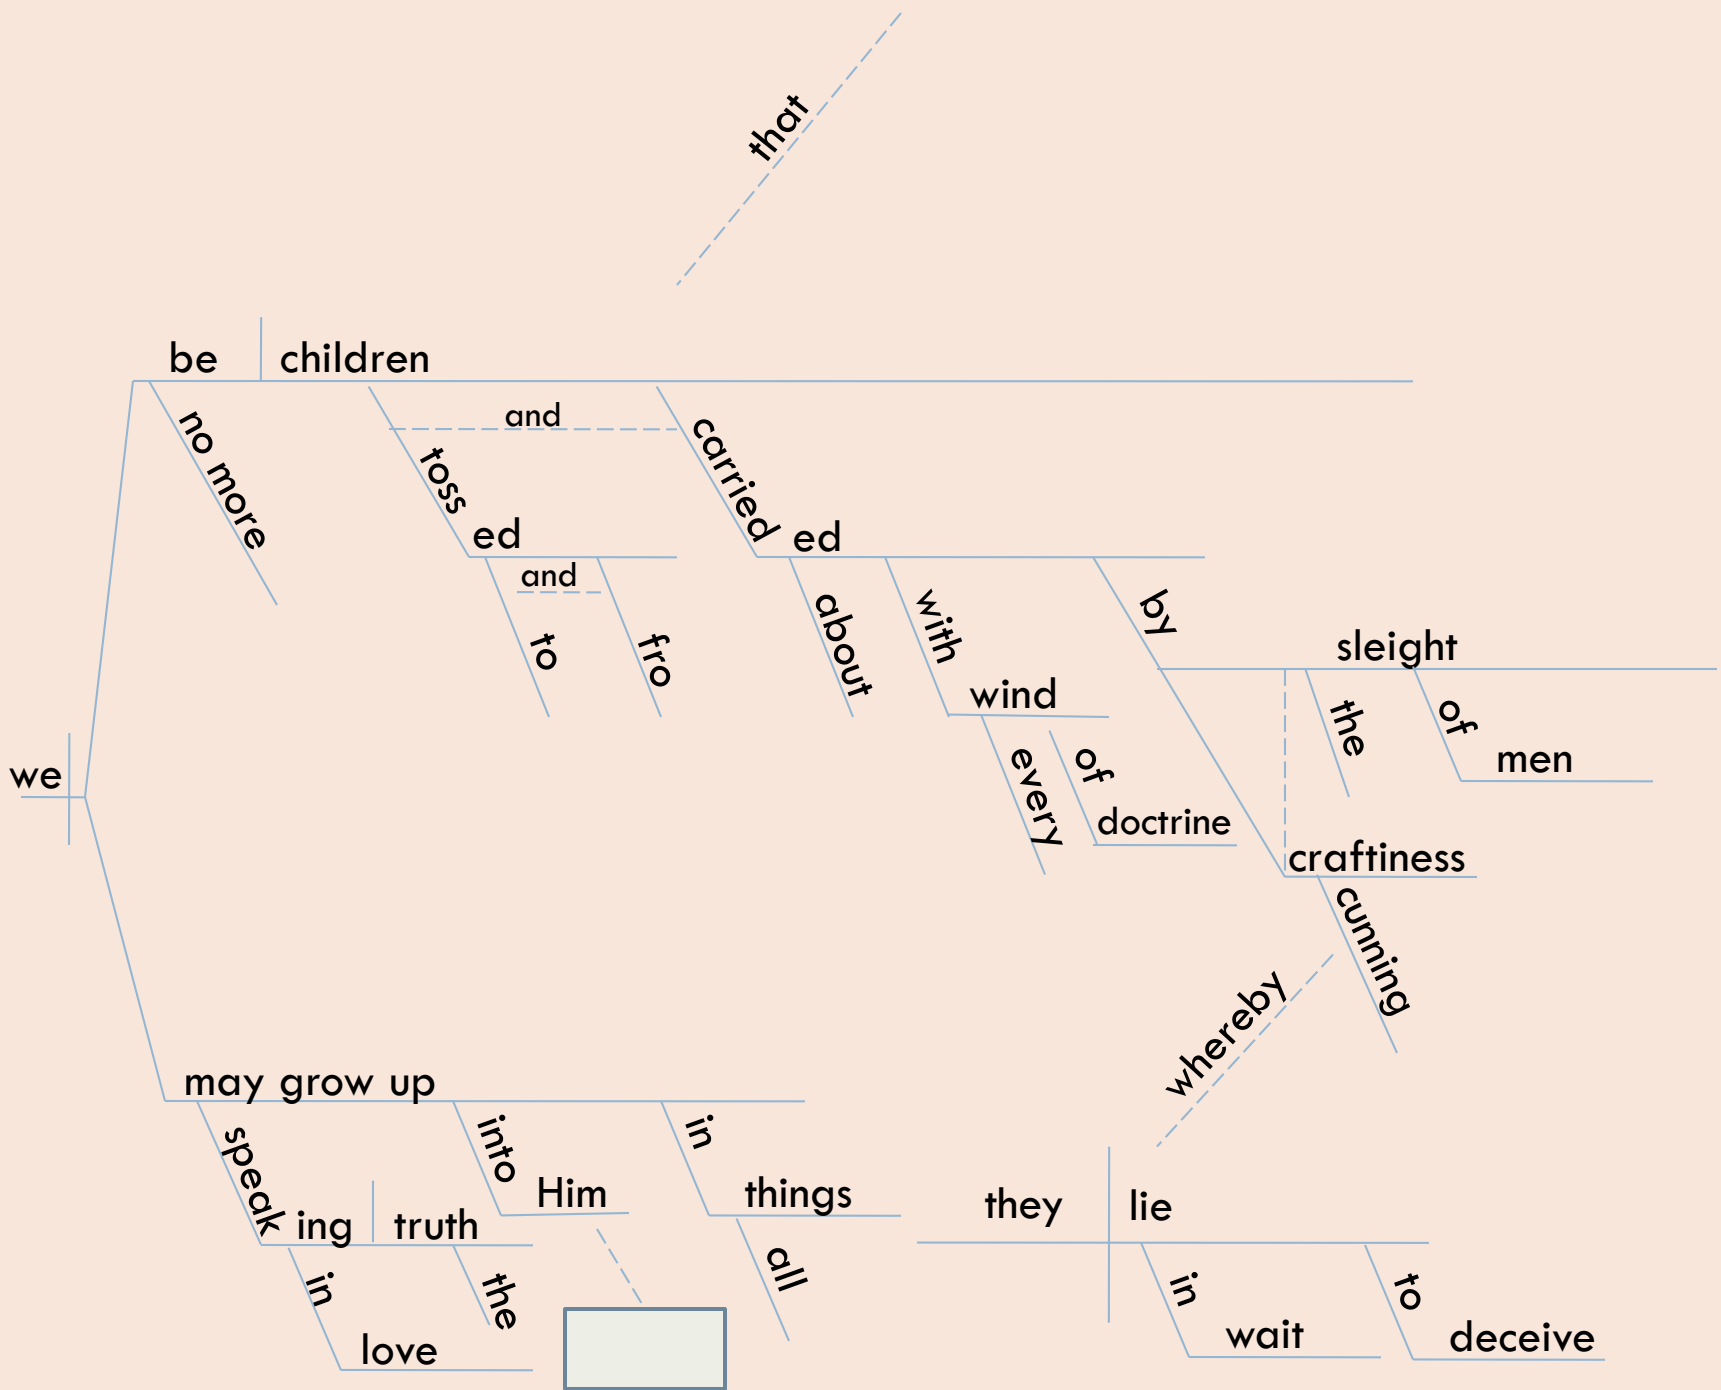 that
be children
no more
toss ed
and
carried ed
to
and
fro
about
with
wind
every
of
doctrine
by
sleight
the
of
men
craftiness
cunning
we
whereby
may grow up
speak ing truth
in
love
the
into
Him
in
things
all
they lie
in
wait
to
deceive